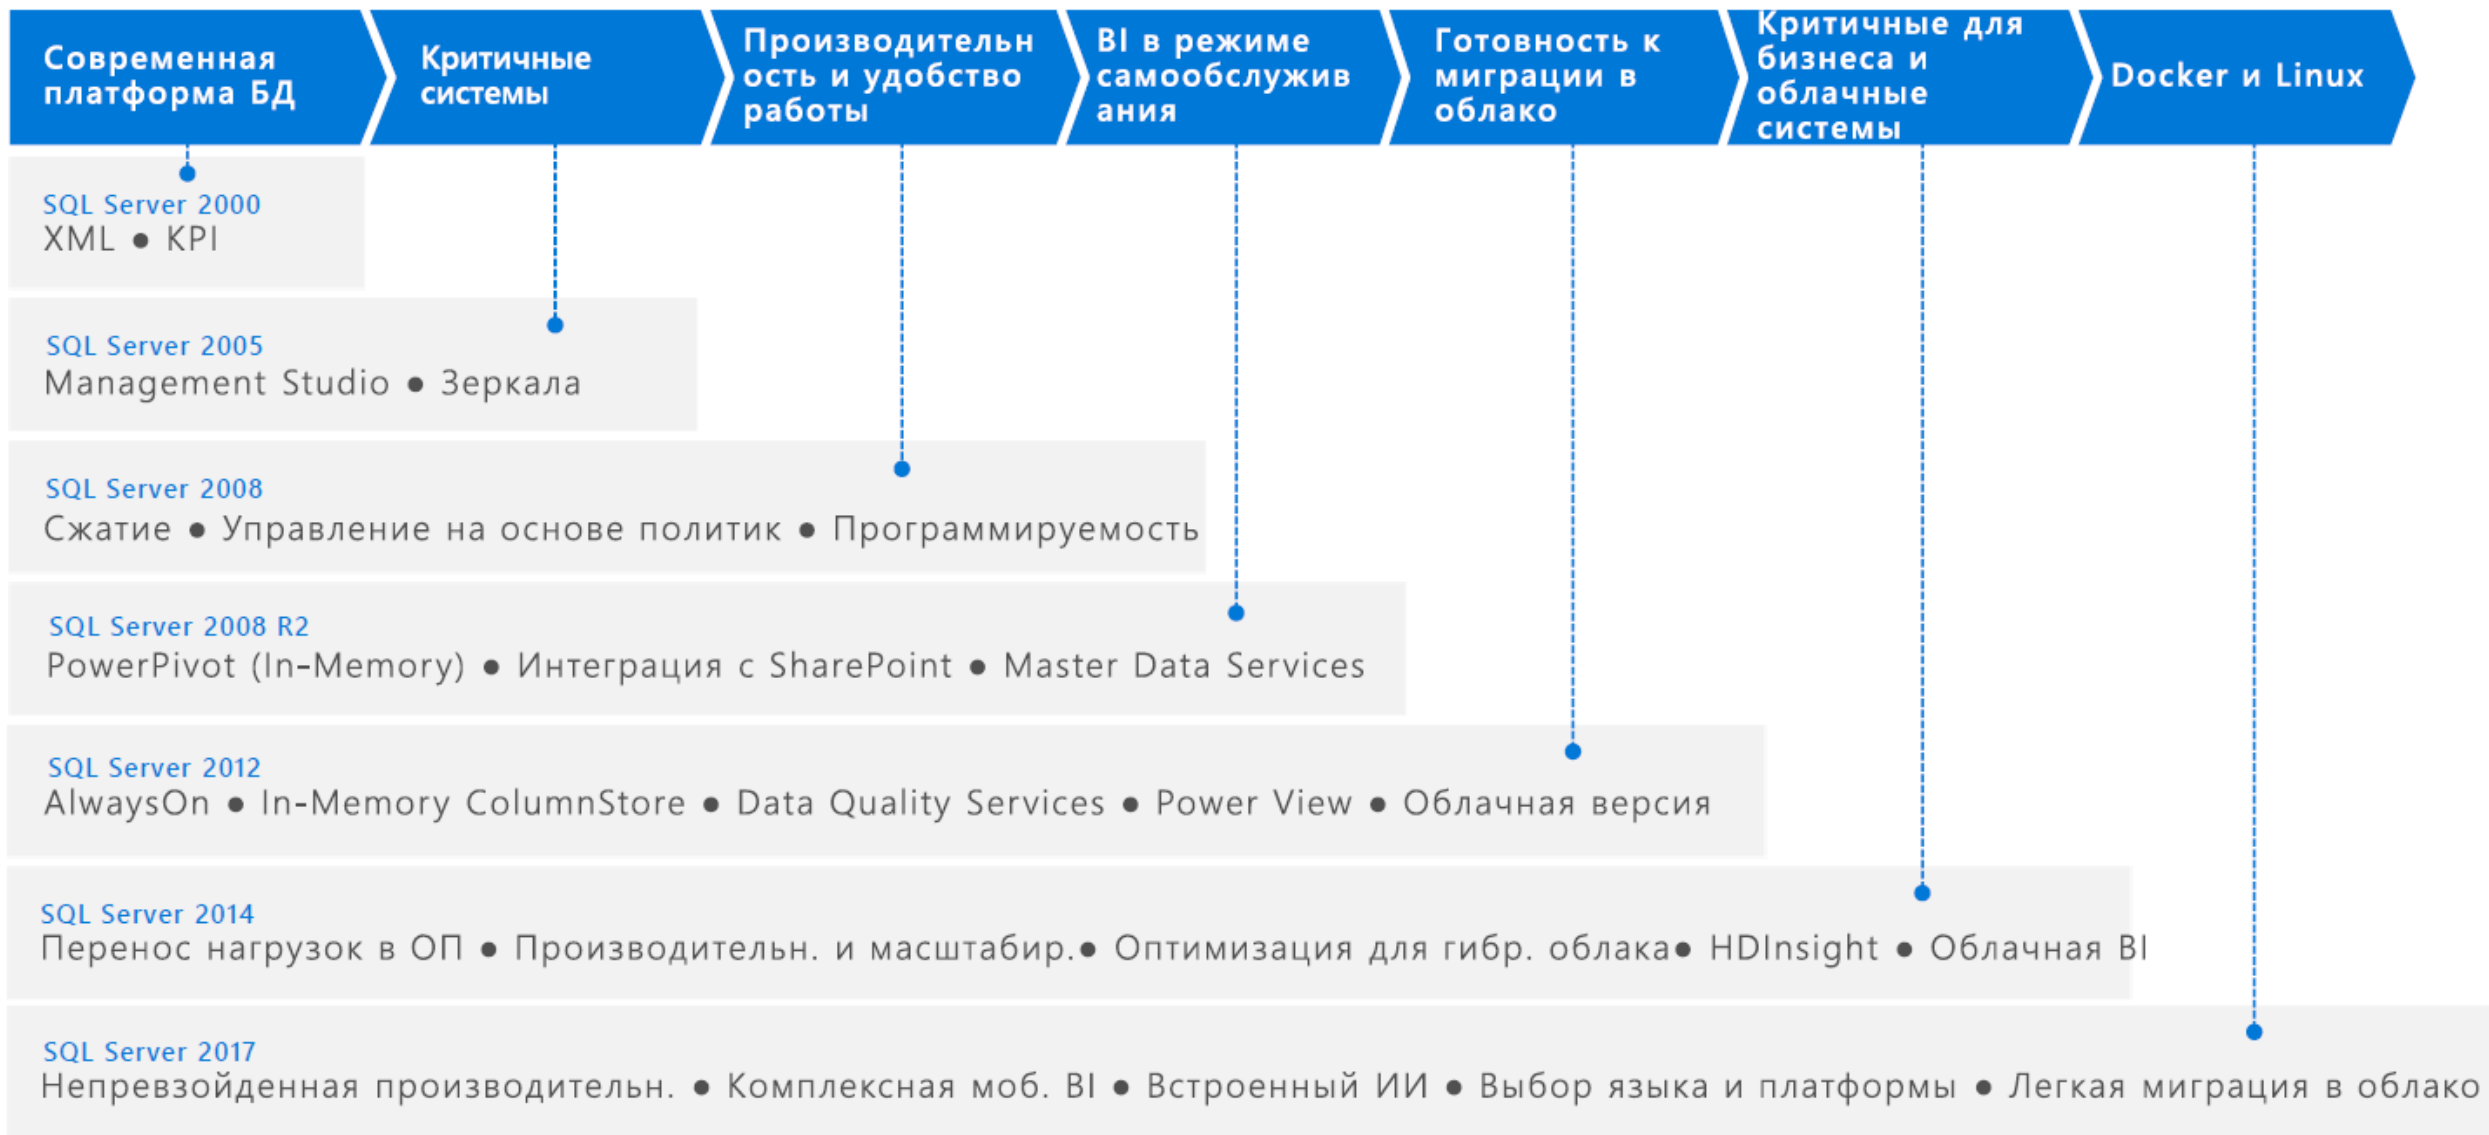 Современная
платформа БД
Критичные
системы
Производительн
ость и удобство
работы
BI в режиме
самообслужив
ания
Готовность к
миграции в
облако
Критичные для
бизнеса и
облачные
системы
Docker и Linux
SQL Server 2000
XML ● KPI
SQL Server 2005
Management Studio ● Зеркала
SQL Server 2008
Сжатие ● Управление на основе политик ● Программируемость
SQL Server 2008 R2
PowerPivot (In-Memory) ● Интеграция с SharePoint ● Master Data Services
SQL Server 2012
AlwaysOn ● In-Memory ColumnStore ● Data Quality Services ● Power View ● Облачная версия
SQL Server 2014
Перенос нагрузок в ОП ● Производительн. и масштабир.● Оптимизация для гибр. облака● HDInsight ● Облачная BI
SQL Server 2017
Непревзойденная производительн. ● Комплексная моб. BI ● Встроенный ИИ ● Выбор языка и платформы ● Легкая миграция в облако